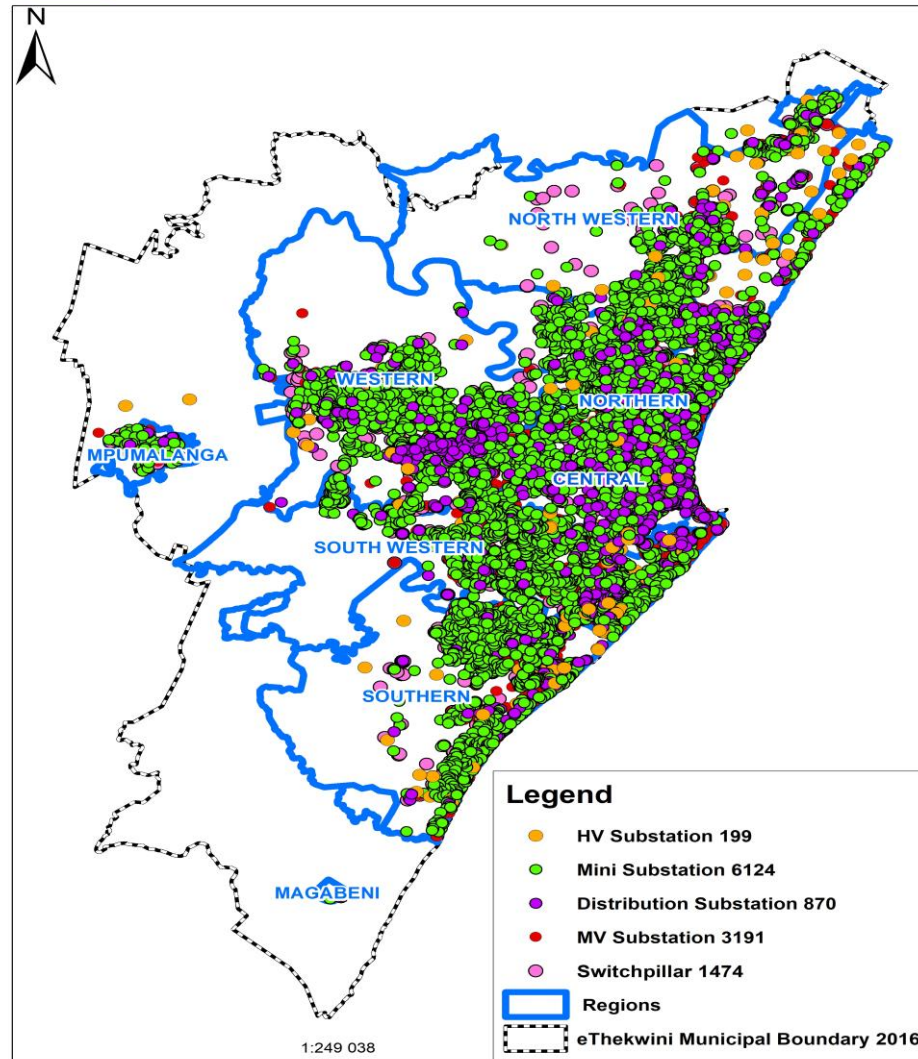 N
NORTH WESTERN
WESTERN
NORTHERN
MPUMALANGA
CENTRAL
SOUTH WESTERN
SOUTHERN
MAGABENI
Legend
HV Substation 199
Mini Substation 6124
Distribution Substation 870
MV Substation 3191
Switchpillar 1474
Regions
eThekwini Municipal Boundary 2016
1:249 038